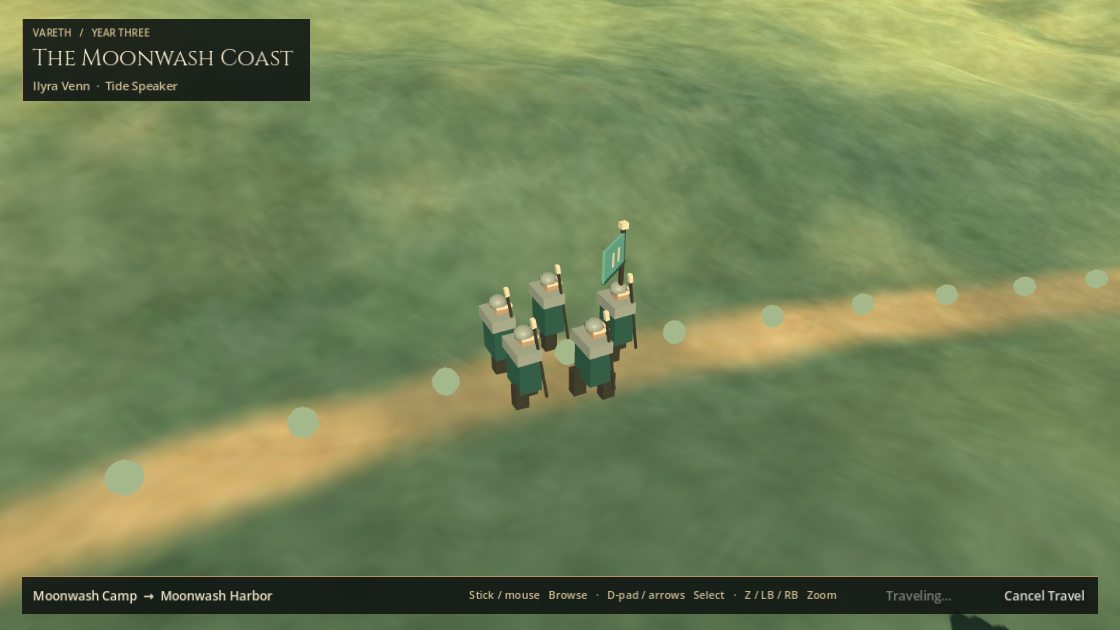 VARETH / YEAR THREE
The Moonwash Coast
Ilyra Venn · Tide Speaker
Moonwash Camp → Moonwash Harbor
Stick / mouse Browse · D-pad / arrows Select · Z / LB / RB Zoom
Traveling...
Cancel Travel